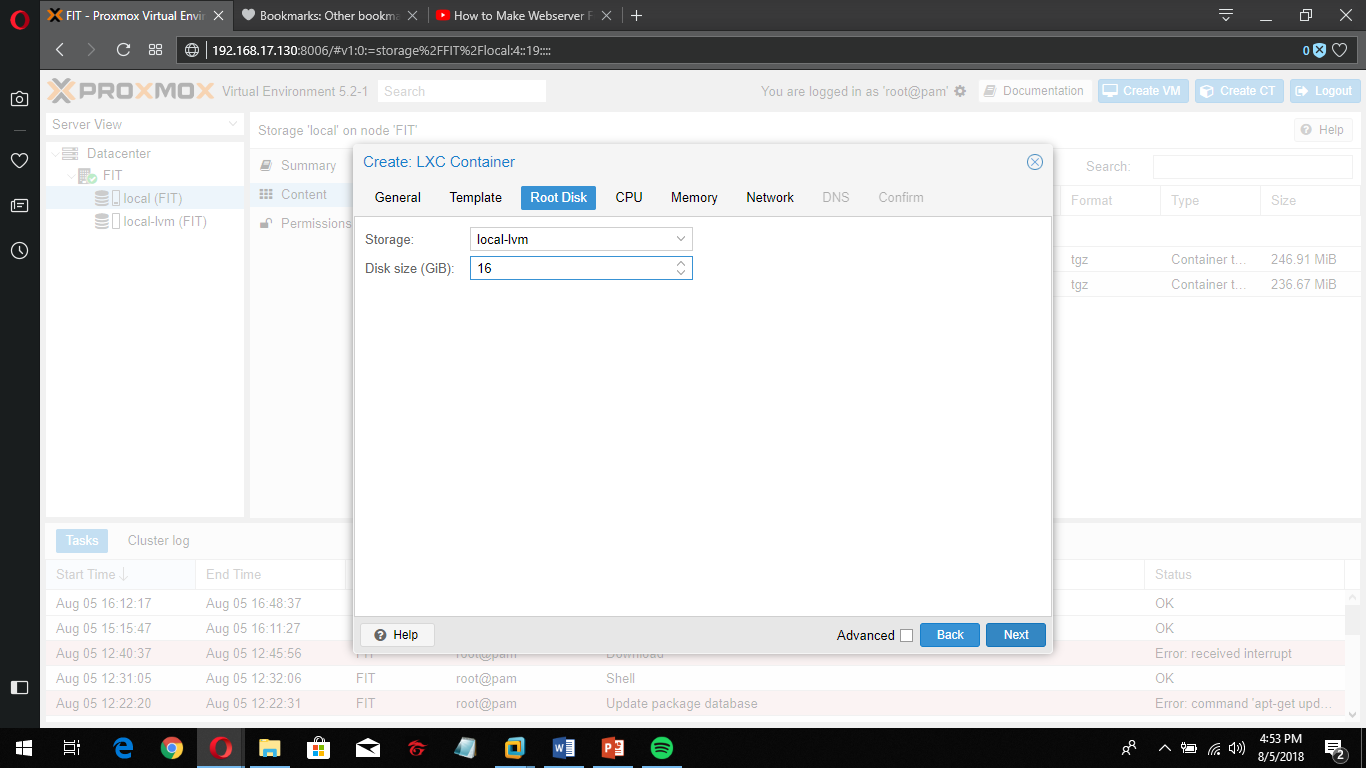 FIT - Proxmox Virtual Envir
Bookmarks: Other bookma
How to Make Webserver F
192.168.17.130:8006/#v1:0:=storage%2FFIT%2Flocal:4::19::::
0
PROXMOX
Virtual Environment 5.2-1
Search
You are logged in as 'root@pam'
Documentation
Create VM
Create CT
Logout
Server View
Storage 'local' on node 'FIT'
Help
Datacenter
FIT
local (FIT)
local-lvm (FIT)
Summary
Content
Permissions
Search:
Format Type Size
tgz Container t... 246.91 MiB
tgz Container t... 236.67 MiB
Create: LXC Container
General Template Root Disk CPU Memory Network DNS Confirm
Storage: local-lvm
Disk size (GiB): 16
Help Advanced Back Next
Tasks Cluster log
Start Time End Time Status
Aug 05 16:12:17 Aug 05 16:48:37 OK
Aug 05 15:15:47 Aug 05 16:11:27 OK
Aug 05 12:40:37 Aug 05 12:45:56 FIT root@pam Download Error: received interrupt
Aug 05 12:31:05 Aug 05 12:32:06 FIT root@pam Shell OK
Aug 05 12:22:20 Aug 05 12:22:31 FIT root@pam Update package database Error: command 'apt-get upd...
4:53 PM
8/5/2018
2